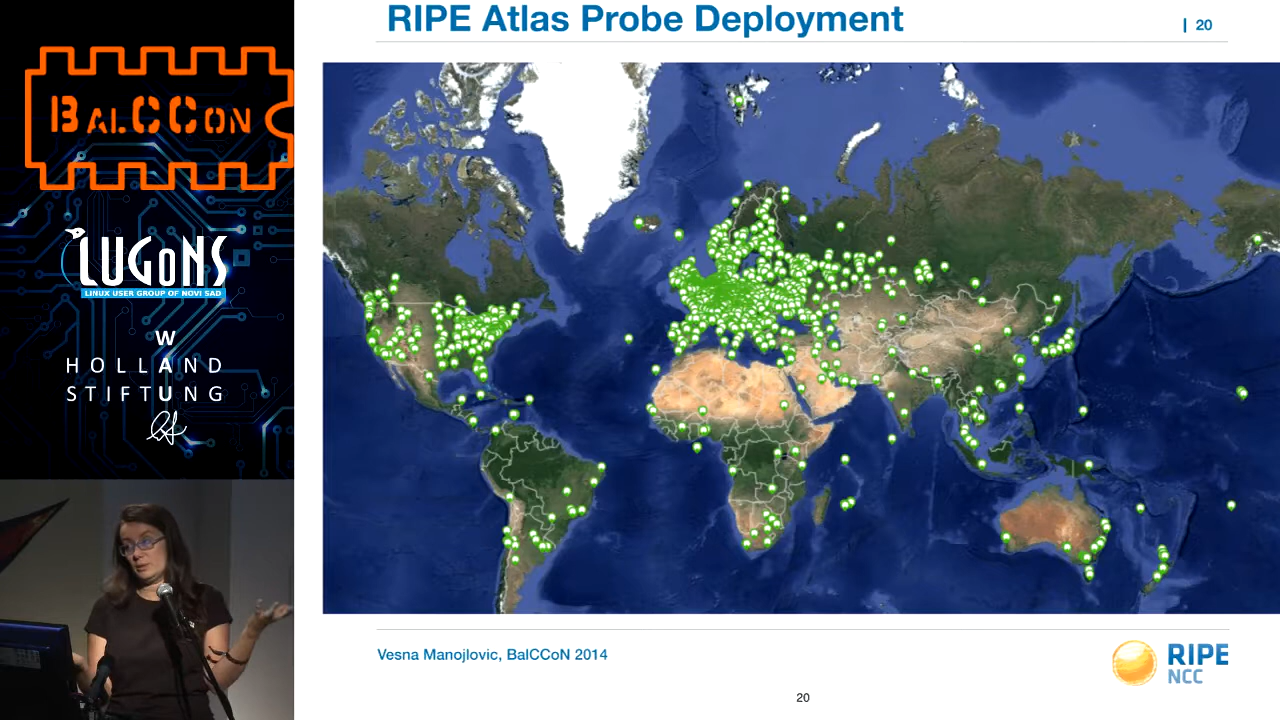 RIPE Atlas Probe Deployment
| 20
BALCCON
LUGoNS
LINUX USER GROUP OF NOVI SAD
W
HOLLAND
STIFTUNG
Vesna Manojlovic, BalCCoN 2014
RIPE
NCC
20